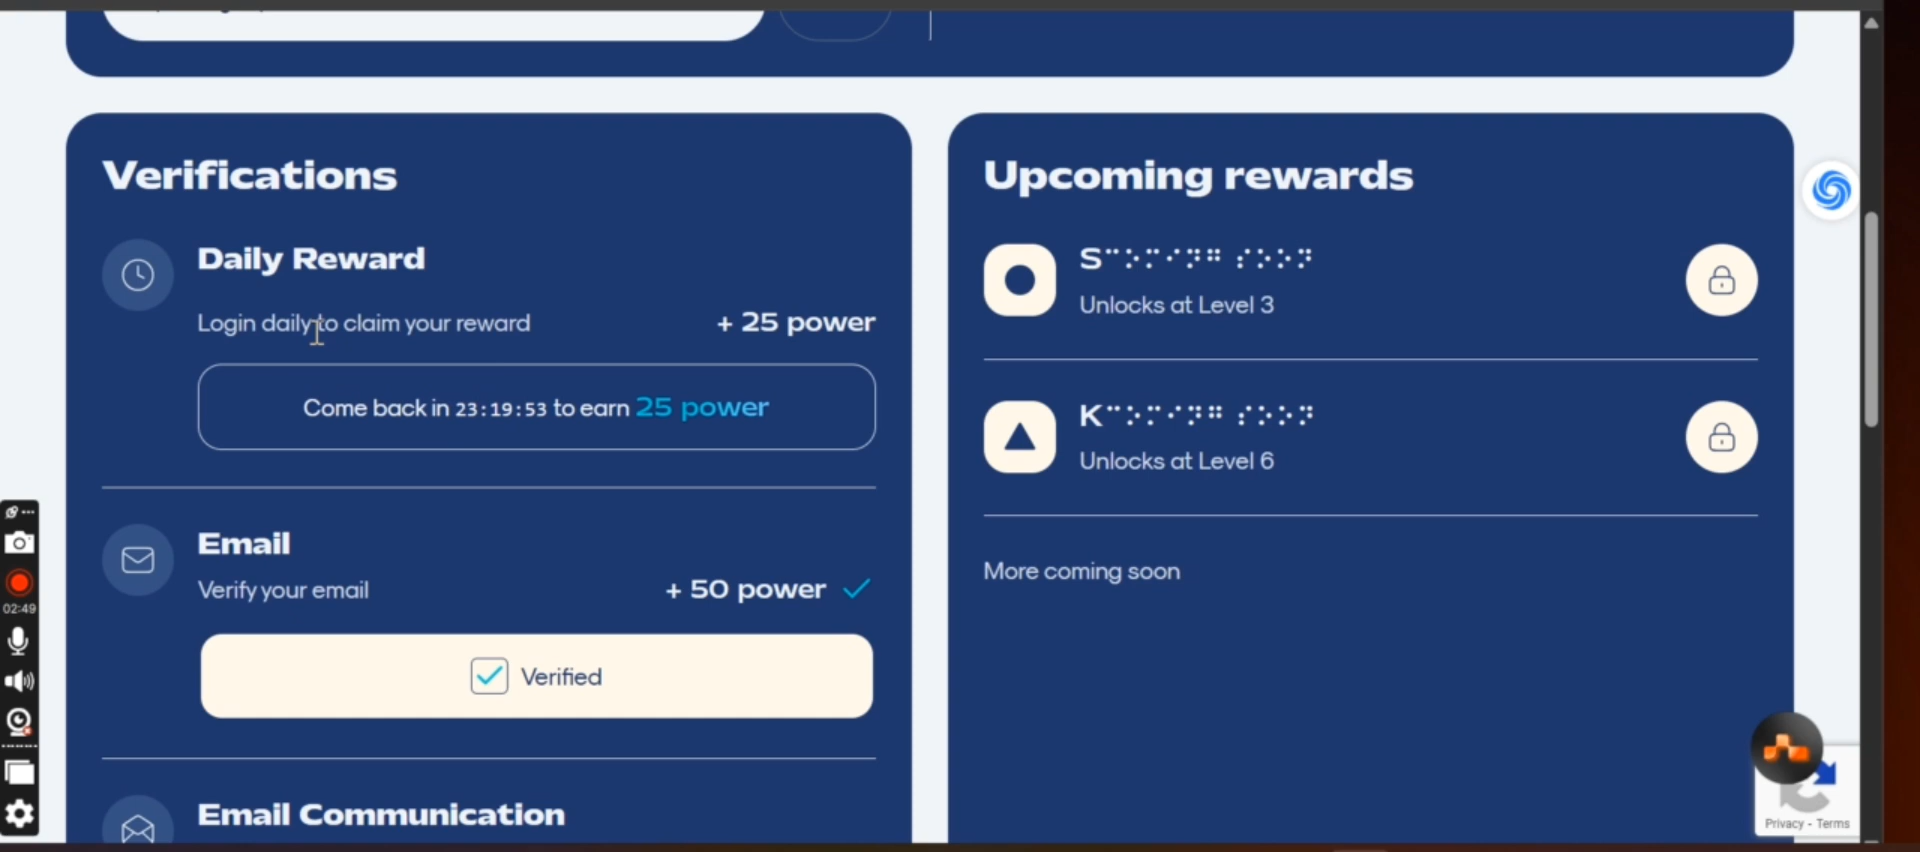 Verifications
Daily Reward
Login daily to claim your reward
+ 25 power
Come back in 23:19:53 to earn 25 power
Email
Verify your email
+ 50 power
Verified
Email Communication
Upcoming rewards
S⠉⠕⠍⠊⠝⠛ ⠎⠕⠕⠝
Unlocks at Level 3
K⠉⠕⠍⠊⠝⠛ ⠎⠕⠕⠝
Unlocks at Level 6
More coming soon
02:49
Privacy - Terms